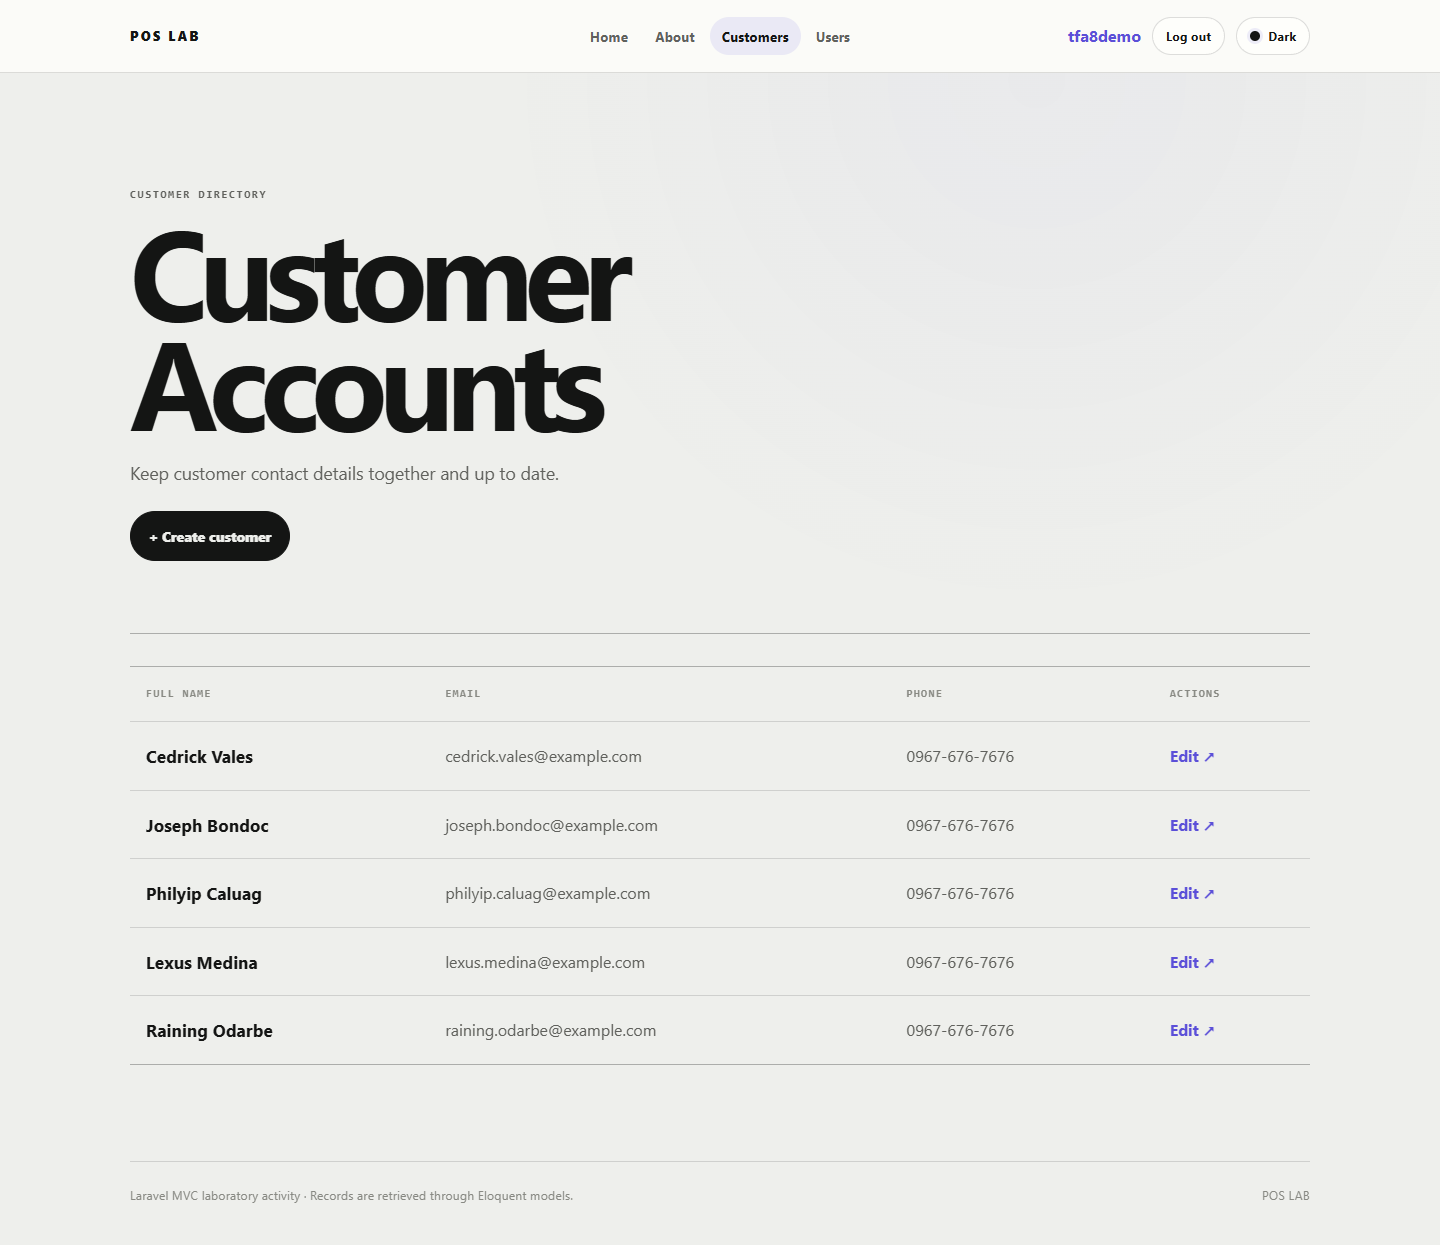 POS LAB
Home About Customers Users
tfa8demo Log out Dark
CUSTOMER DIRECTORY
Customer
Accounts
Keep customer contact details together and up to date.
+ Create customer
FULL NAME EMAIL PHONE ACTIONS
Cedrick Vales cedrick.vales@example.com 0967-676-7676 Edit ↗
Joseph Bondoc joseph.bondoc@example.com 0967-676-7676 Edit ↗
Philyip Caluag philyip.caluag@example.com 0967-676-7676 Edit ↗
Lexus Medina lexus.medina@example.com 0967-676-7676 Edit ↗
Raining Odarbe raining.odarbe@example.com 0967-676-7676 Edit ↗
Laravel MVC laboratory activity · Records are retrieved through Eloquent models.
POS LAB